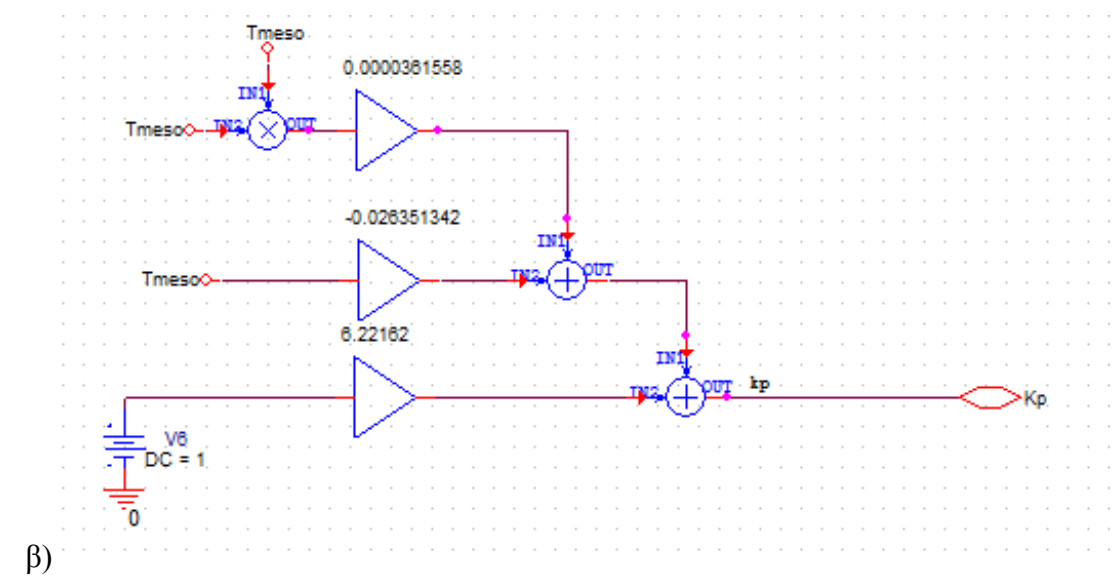 Tmeso
0.0000361558
IN1
Tmeso IN2 OUT
-0.026351342
IN1
Tmeso IN2 OUT
6.22162
IN1
IN2 OUT kp Kp
V6
DC = 1
0
β)